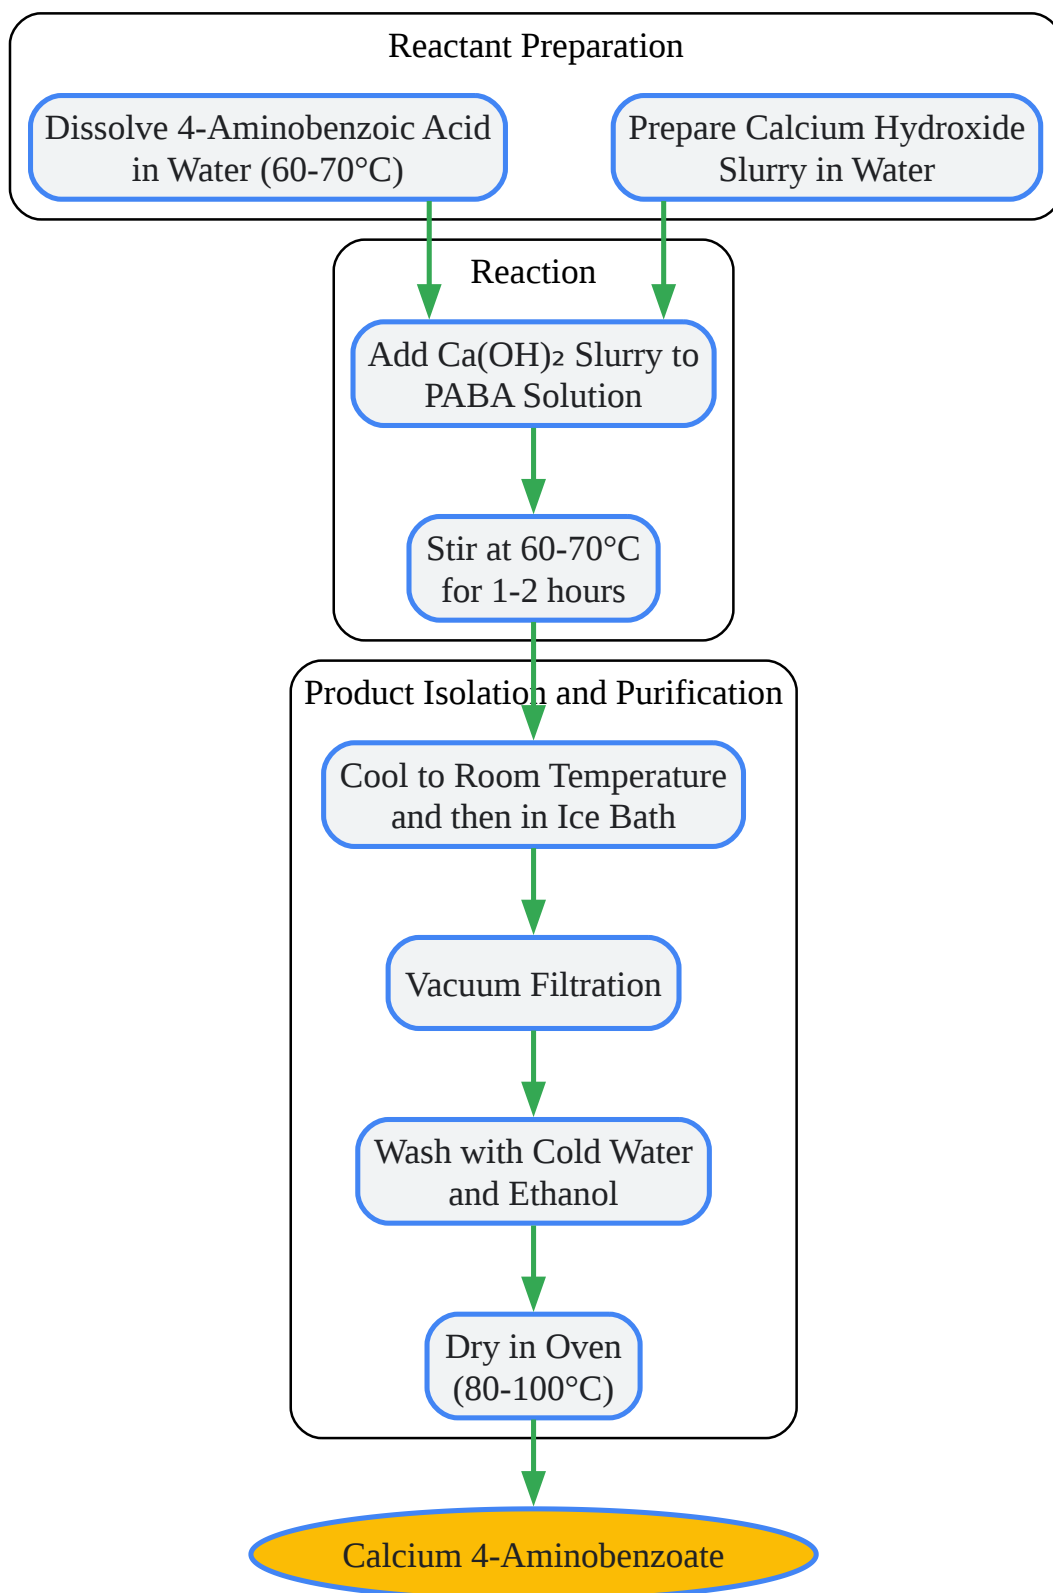 Reactant Preparation
Dissolve 4-Aminobenzoic Acid
in Water (60-70°C)
Prepare Calcium Hydroxide
Slurry in Water
Reaction
Add Ca(OH)₂ Slurry to
PABA Solution
Stir at 60-70°C
for 1-2 hours
Product Isolation and Purification
Cool to Room Temperature
and then in Ice Bath
Vacuum Filtration
Wash with Cold Water
and Ethanol
Dry in Oven
(80-100°C)
Calcium 4-Aminobenzoate